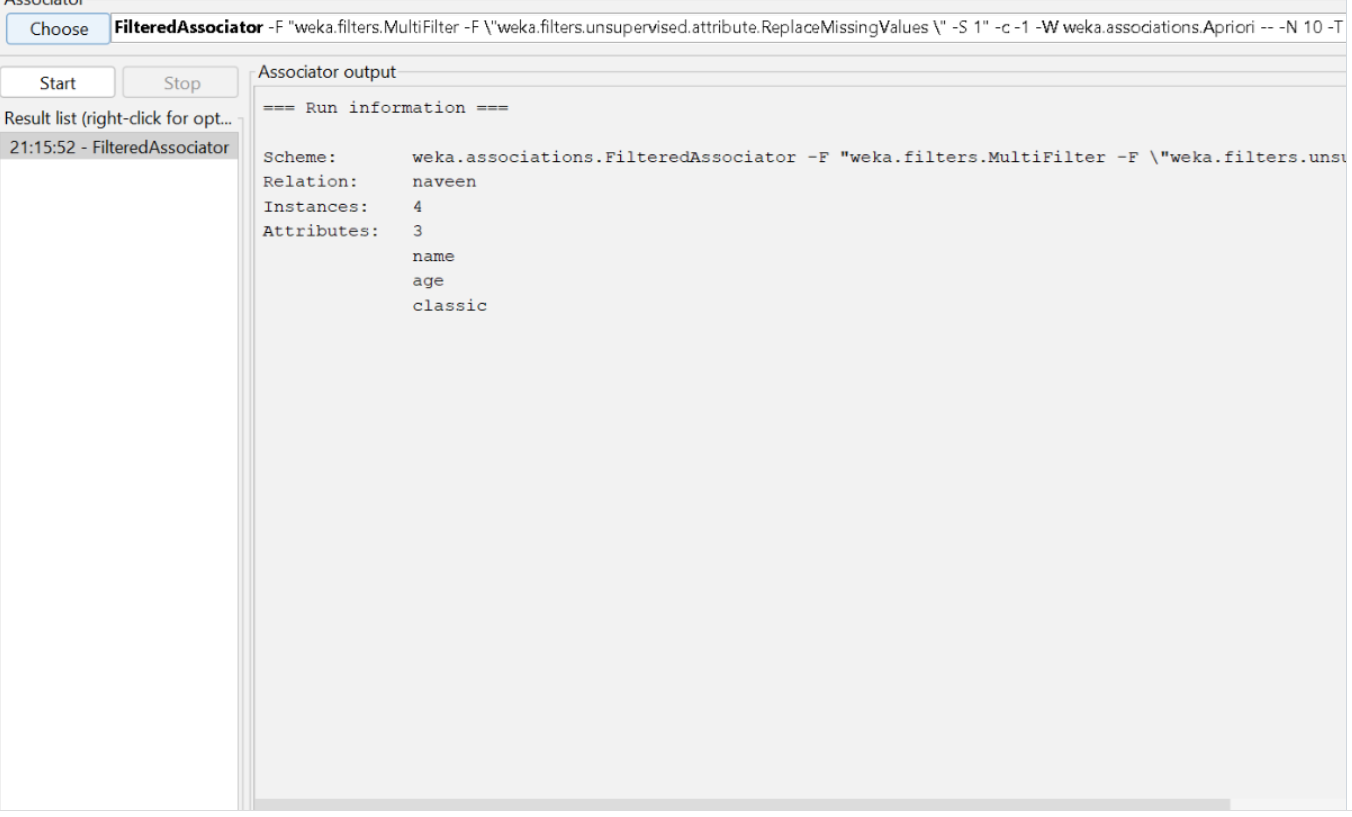 Associator
Choose FilteredAssociator -F "weka.filters.MultiFilter -F \"weka.filters.unsupervised.attribute.ReplaceMissingValues \" -S 1" -c -1 -W weka.associations.Apriori -- -N 10 -T
Start Stop
Associator output
Result list (right-click for opt...
21:15:52 - FilteredAssociator
=== Run information ===
Scheme: weka.associations.FilteredAssociator -F "weka.filters.MultiFilter -F \"weka.filters.unsu
Relation: naveen
Instances: 4
Attributes: 3
name
age
classic